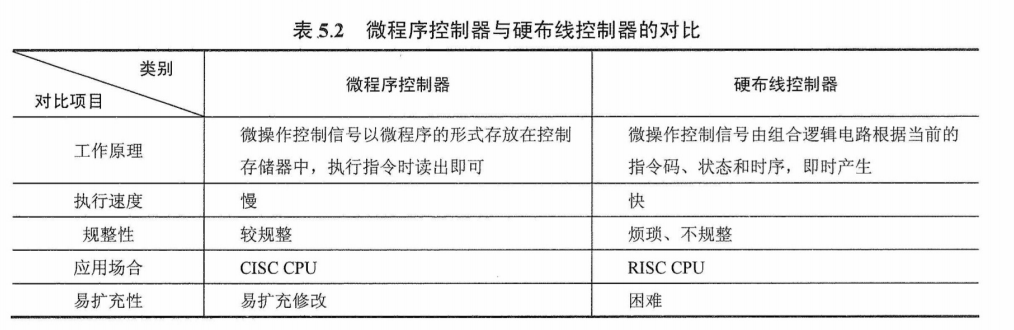 表 5.2 微程序控制器与硬布线控制器的对比
类别
对比项目
微程序控制器
硬布线控制器
工作原理
微操作控制信号以微程序的形式存放在控制
存储器中，执行指令时读出即可
微操作控制信号由组合逻辑电路根据当前的
指令码、状态和时序，即时产生
执行速度
慢
快
规整性
较规整
烦琐、不规整
应用场合
CISC CPU
RISC CPU
易扩充性
易扩充修改
困难